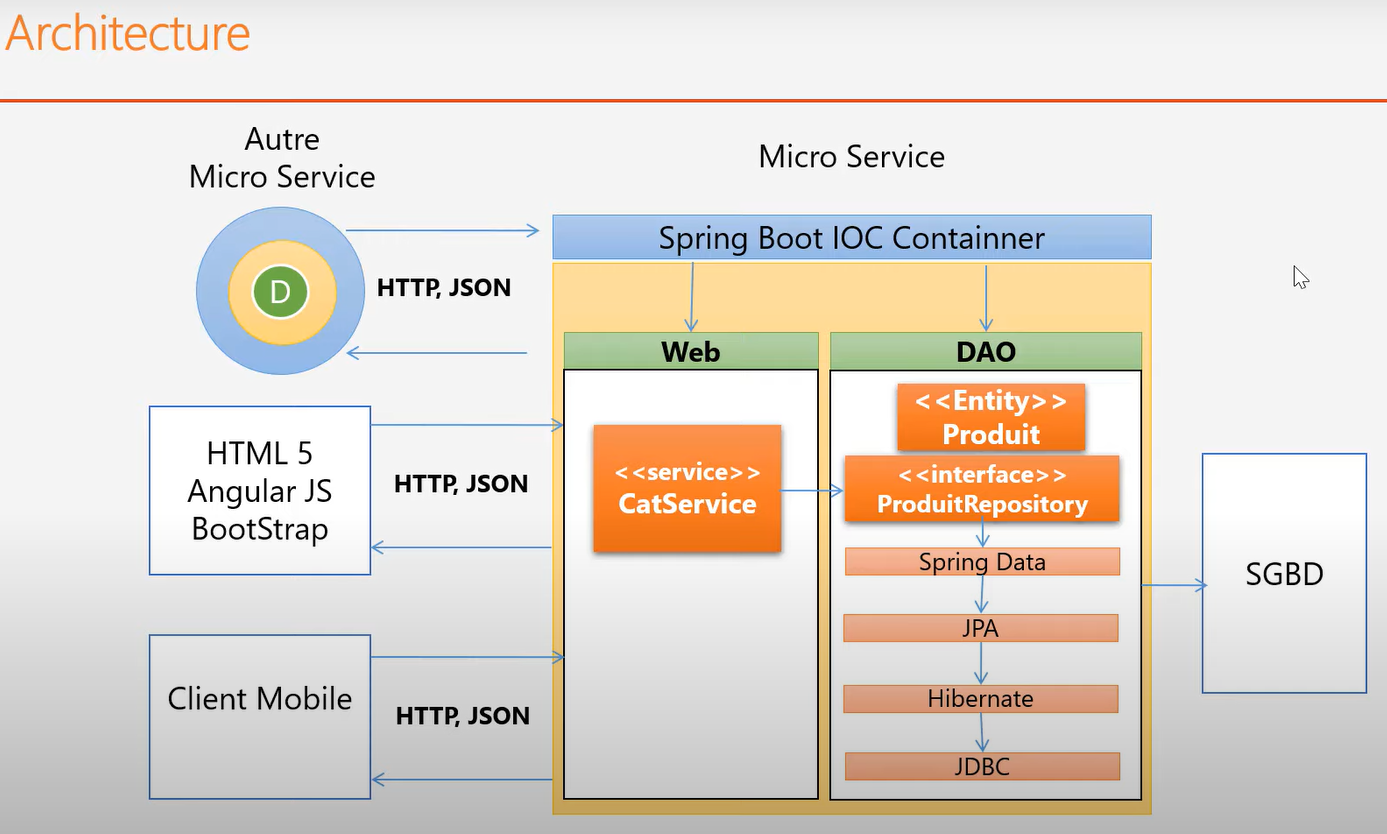 Architecture
Autre
Micro Service
D
HTTP, JSON
HTML 5
Angular JS
BootStrap
HTTP, JSON
Client Mobile
HTTP, JSON
Micro Service
Spring Boot IOC Containner
Web
<<service>>
CatService
DAO
<<Entity>>
Produit
<<interface>>
ProduitRepository
Spring Data
JPA
Hibernate
JDBC
SGBD